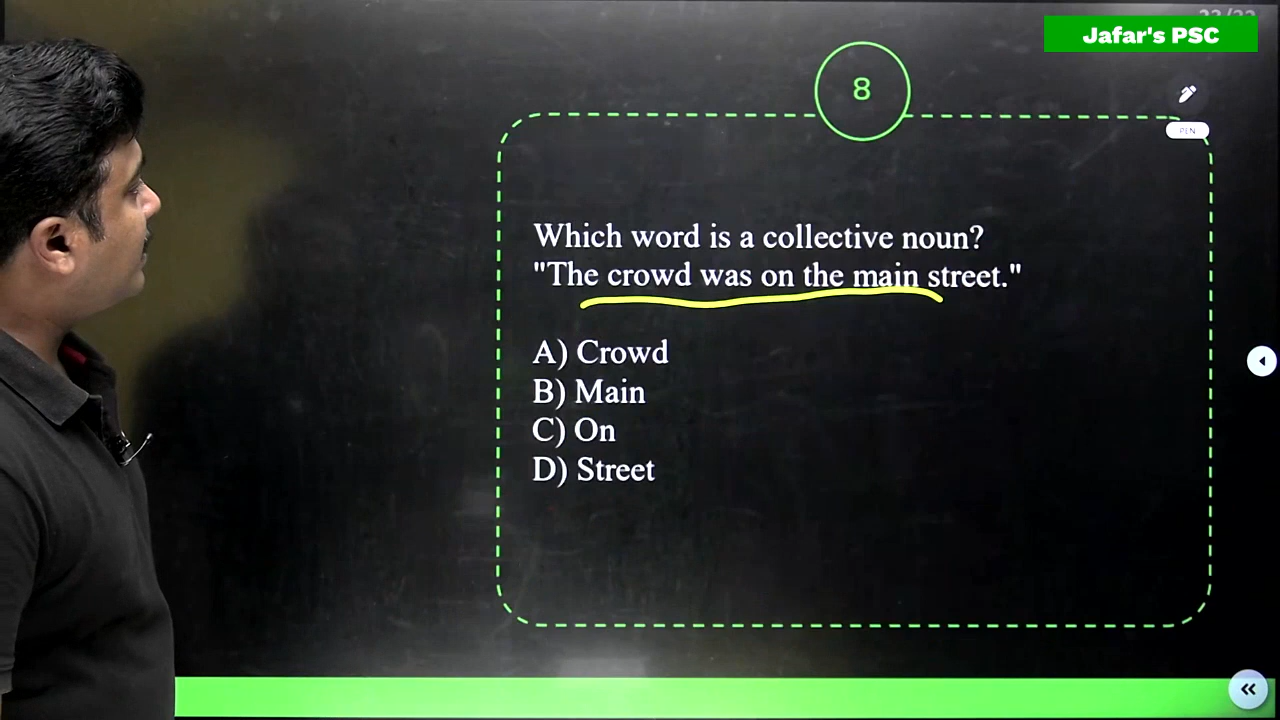 Jafar's PSC
8
PEN
Which word is a collective noun?
"The crowd was on the main street."
A) Crowd
B) Main
C) On
D) Street